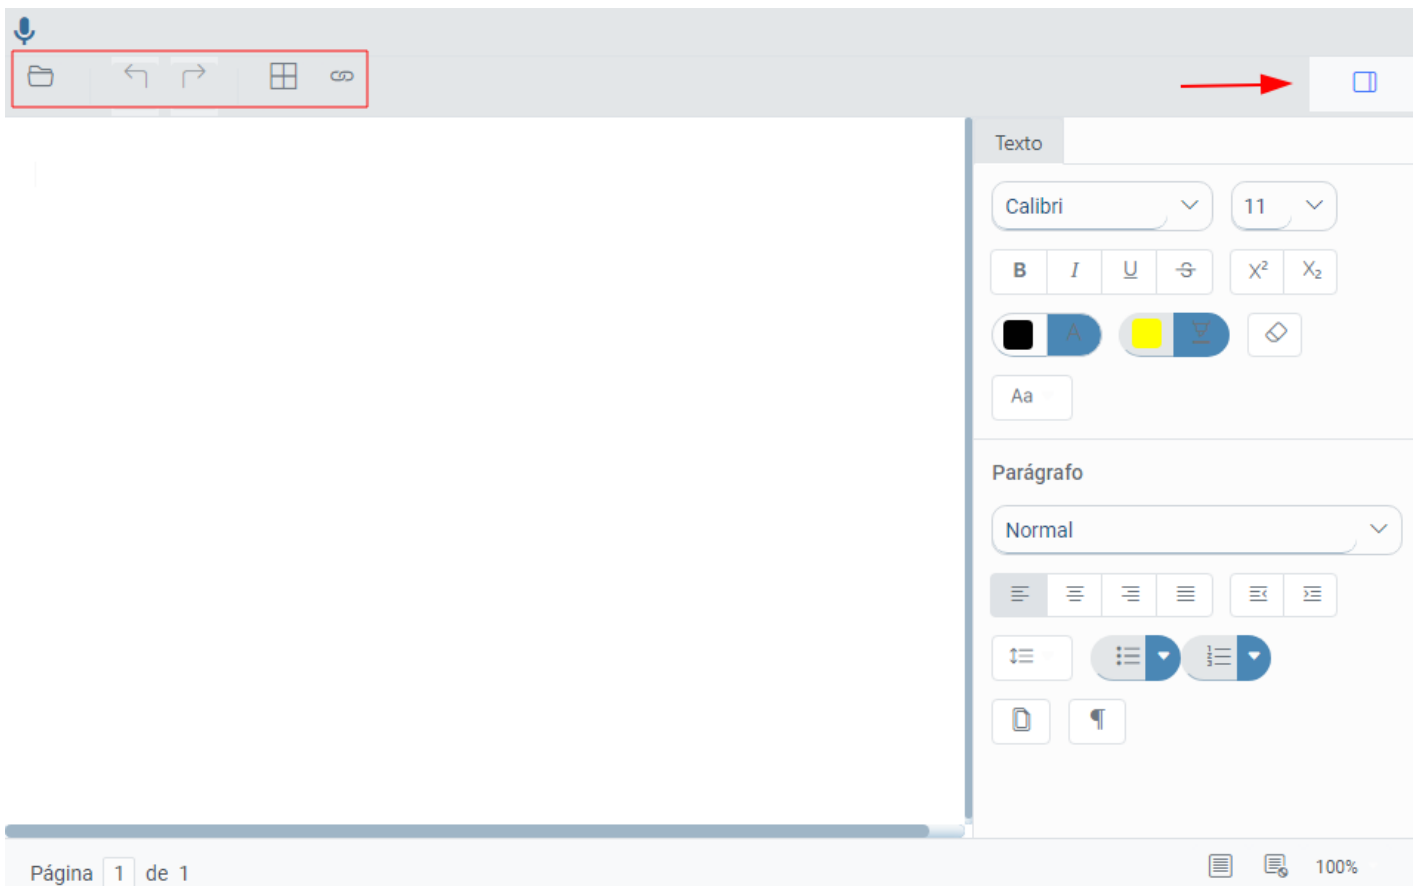 Texto
Calibri 11
B I U S X² X₂
A
Aa
Parágrafo
Normal
Página 1 de 1
100%